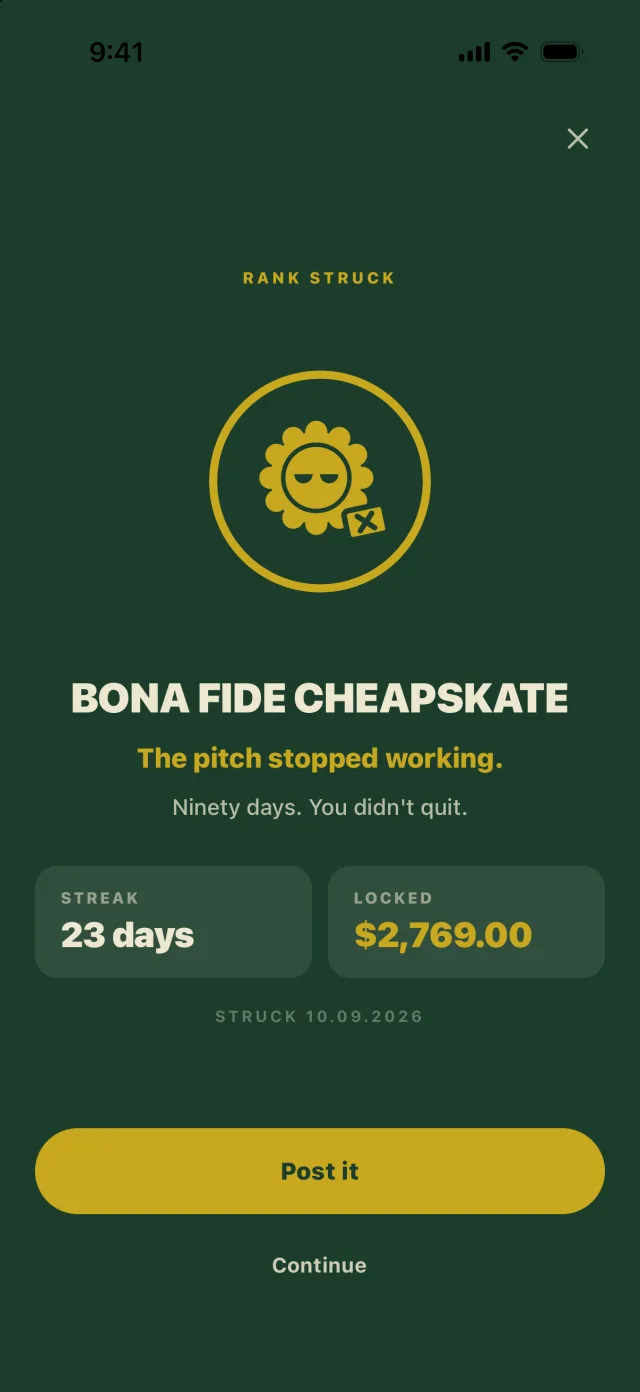 9:41
RANK STRUCK
BONA FIDE CHEAPSKATE
The pitch stopped working.
Ninety days. You didn't quit.
STREAK
23 days
LOCKED
$2,769.00
STRUCK 10.09.2026
Post it
Continue